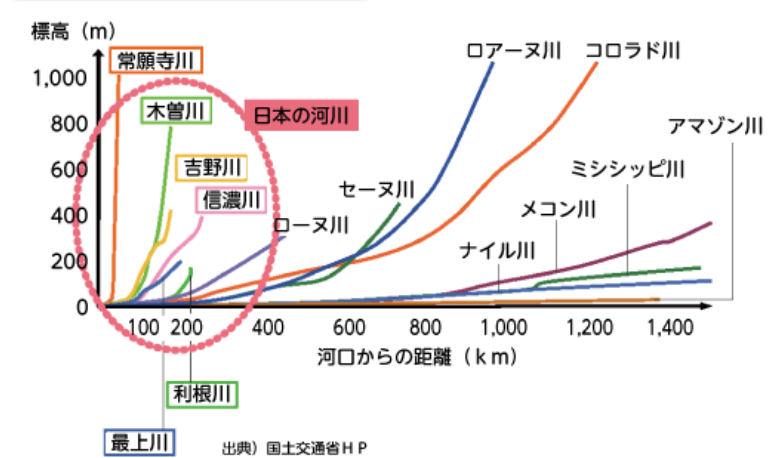 標高（m）
1,000
800
600
400
200
0
常願寺川
木曽川
吉野川
信濃川
日本の河川
ローヌ川
セーヌ川
ロアーヌ川
コロラド川
ナイル川
メコン川
ミシシッピ川
アマゾン川
100 200 400 600 800 1,000 1,200 1,400
河口からの距離（km）
利根川
最上川
出典）国土交通省ＨＰ